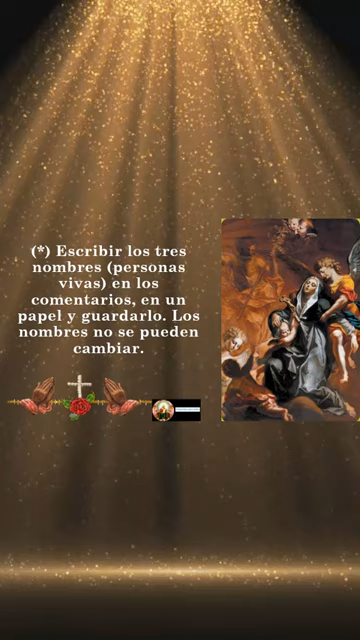 (*) Escribir los tres
nombres (personas
vivas) en los
comentarios, en un
papel y guardarlo. Los
nombres no se pueden
cambiar.